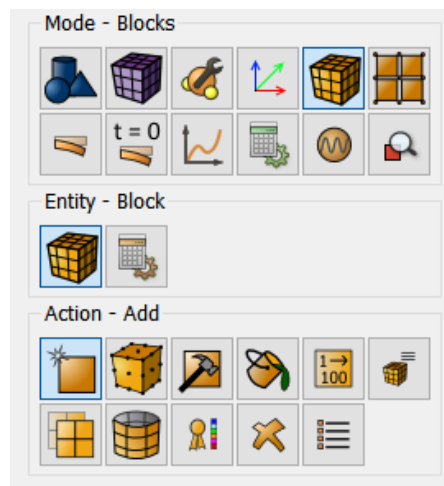 Mode - Blocks
t = 0
Entity - Block
Action - Add
1→
100